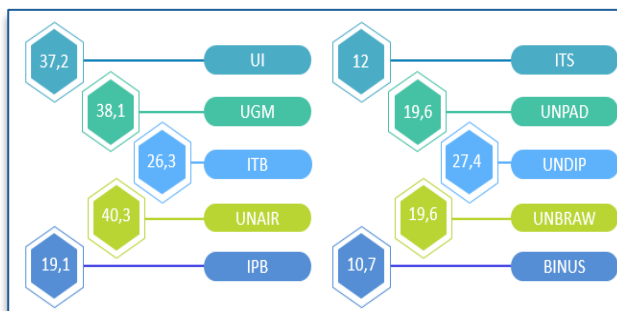 37,2 UI
38,1 UGM
26,3 ITB
40,3 UNAIR
19,1 IPB
12 ITS
19,6 UNPAD
27,4 UNDIP
19,6 UNBRAW
10,7 BINUS